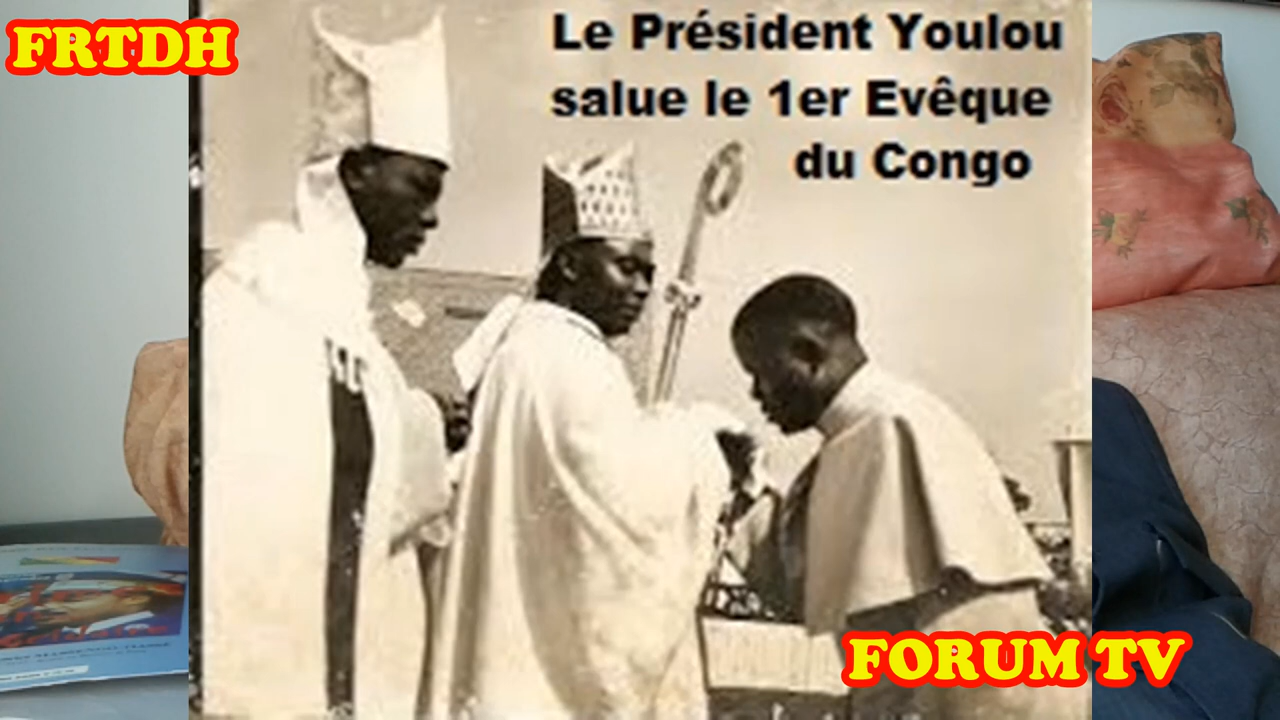 FRTDH
Le Président Youlou
salue le 1er Evêque
du Congo
FORUM TV